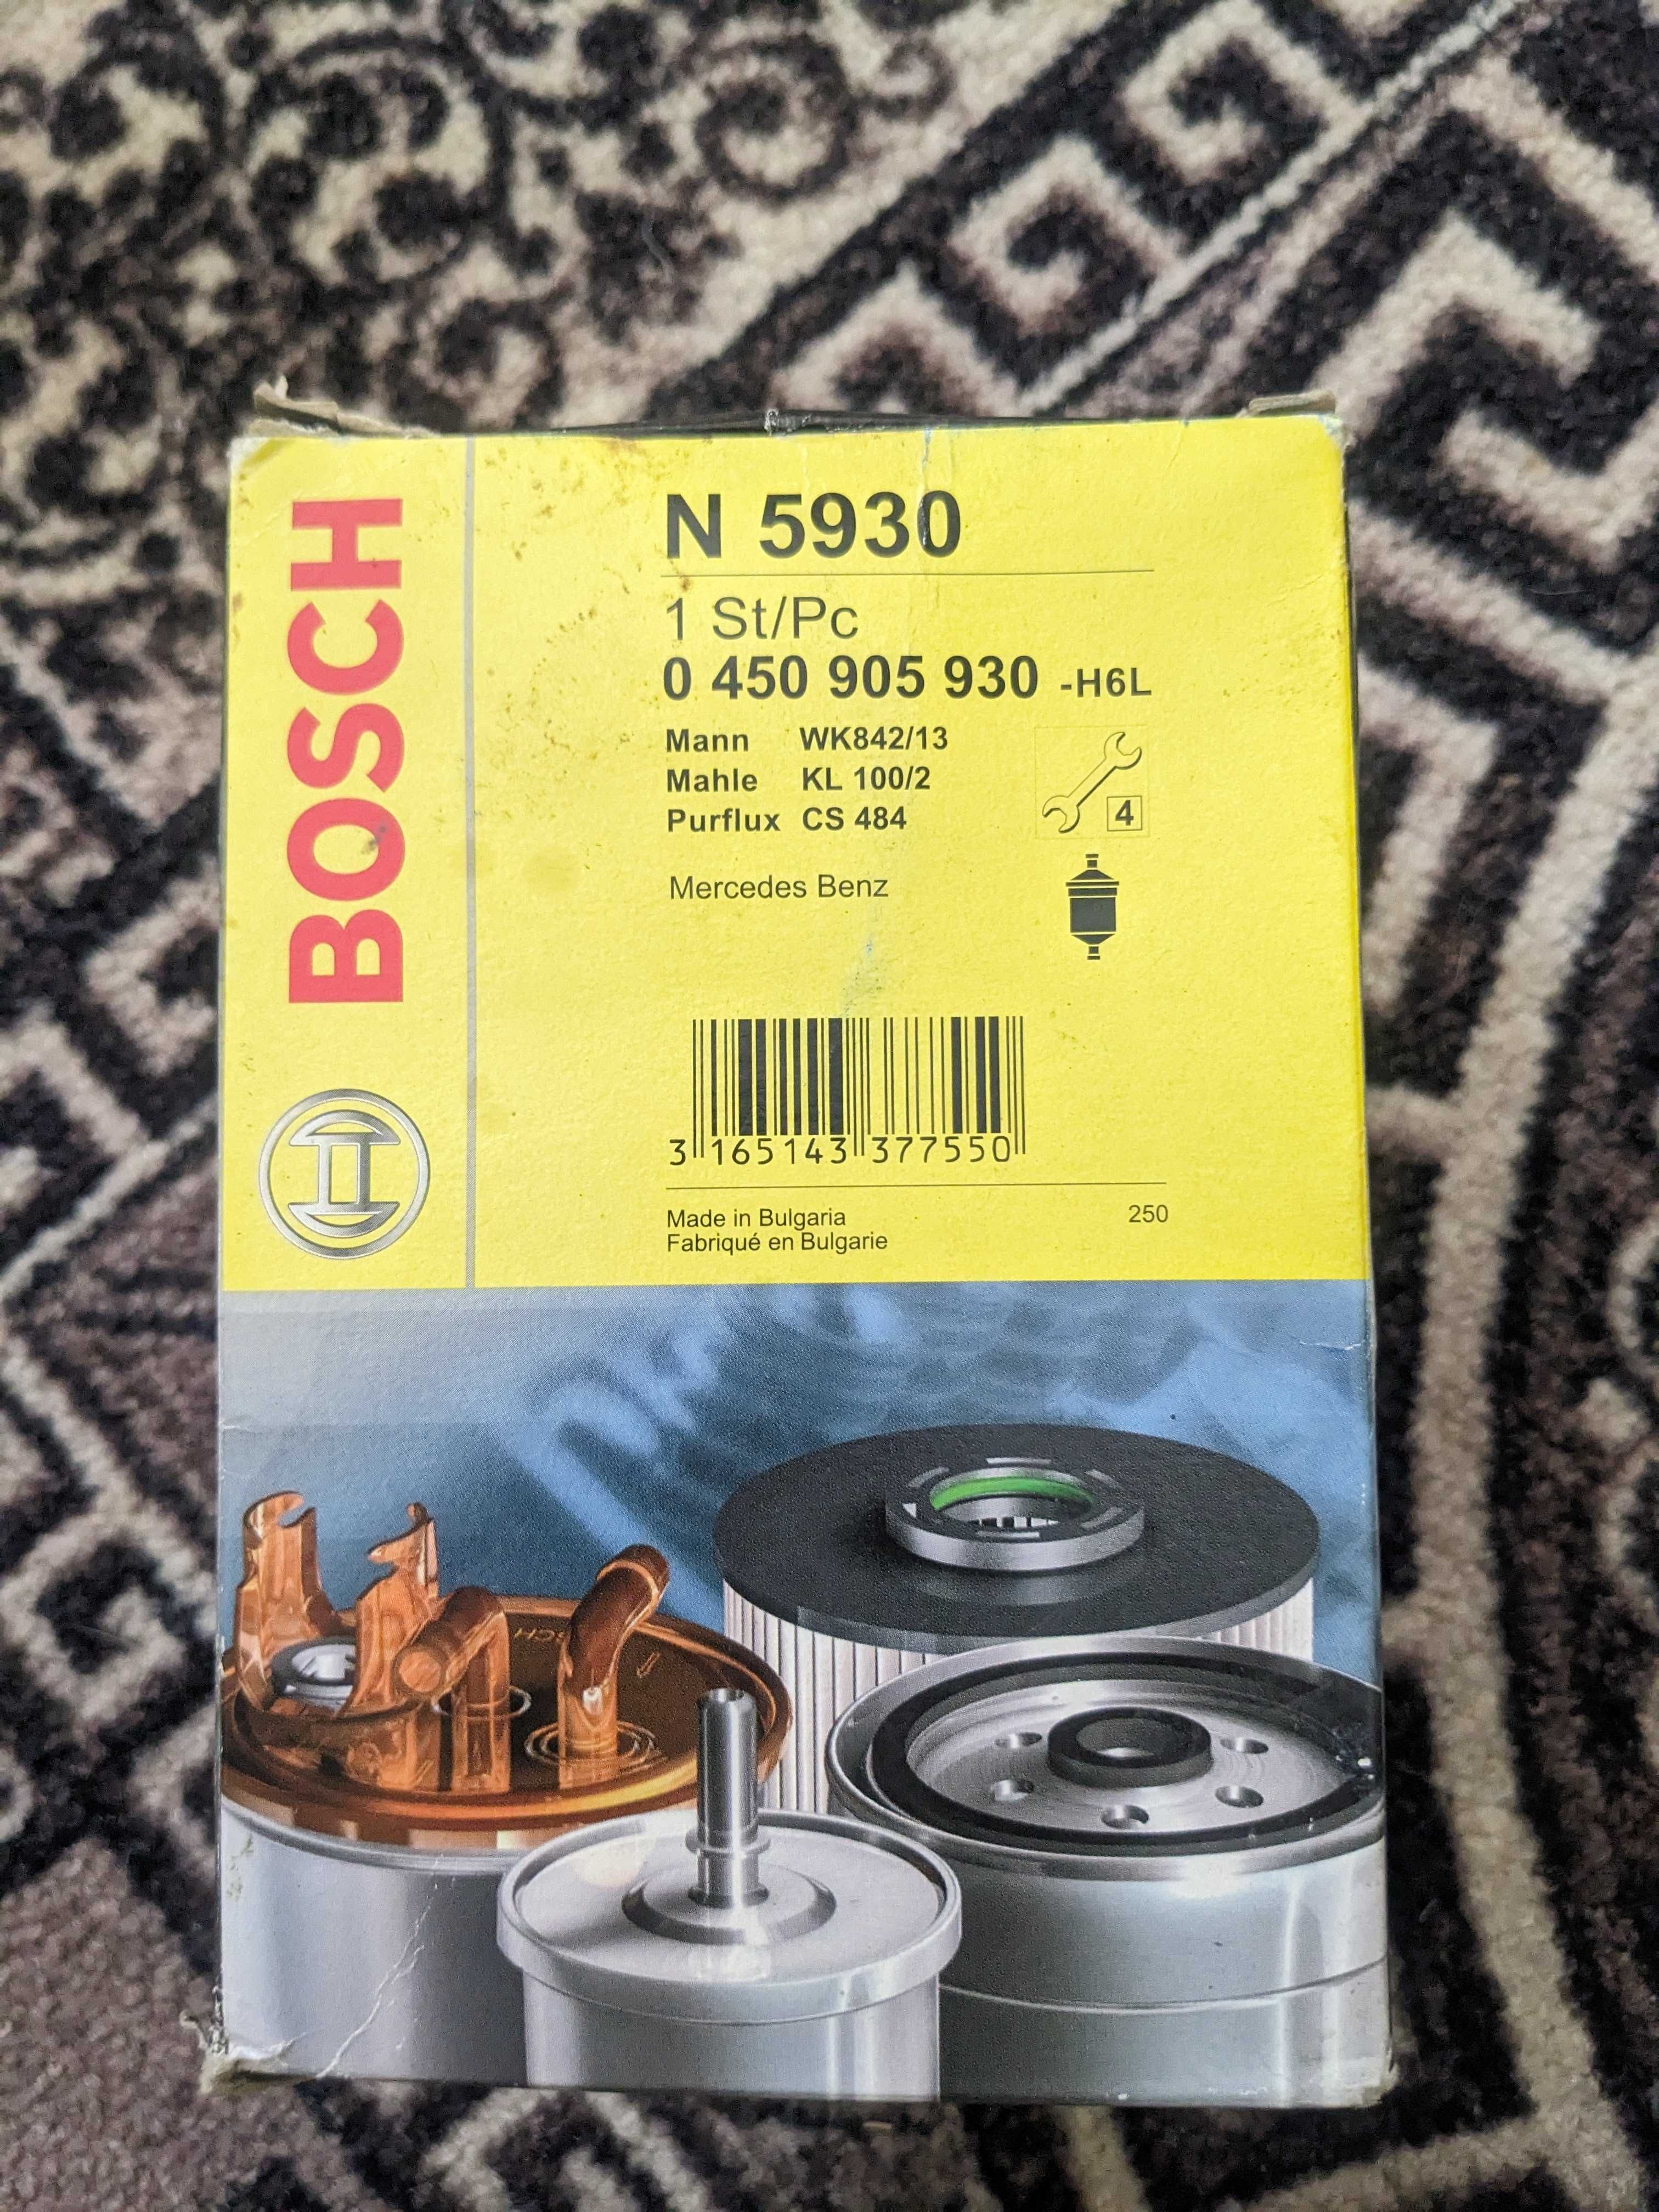 BOSCH
N 5930
1 St/Pc
0 450 905 930 -H6L
Mann WK842/13
Mahle KL 100/2
Purflux CS 484
4
Mercedes Benz
3 165143 377550
Made in Bulgaria 250
Fabriqué en Bulgarie